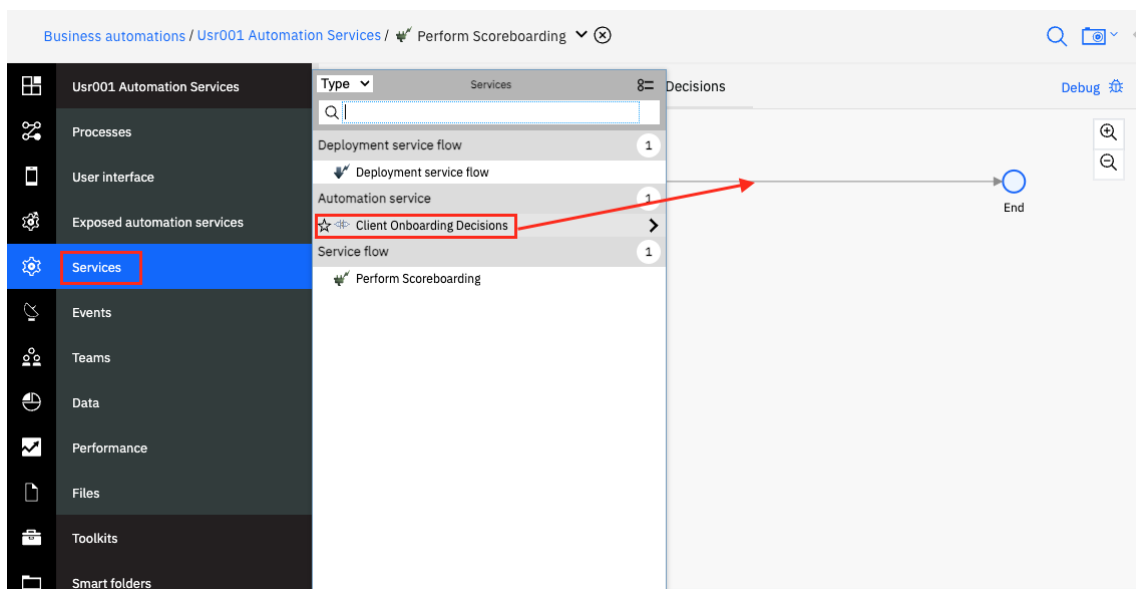 Business automations / Usr001 Automation Services / Perform Scoreboarding
Usr001 Automation Services
Type
Services
Decisions
Debug
Processes
Deployment service flow 1
User interface
Deployment service flow
Automation service 1
End
Exposed automation services
Client Onboarding Decisions
Service flow 1
Services
Perform Scoreboarding
Events
Teams
Data
Performance
Files
Toolkits
Smart folders